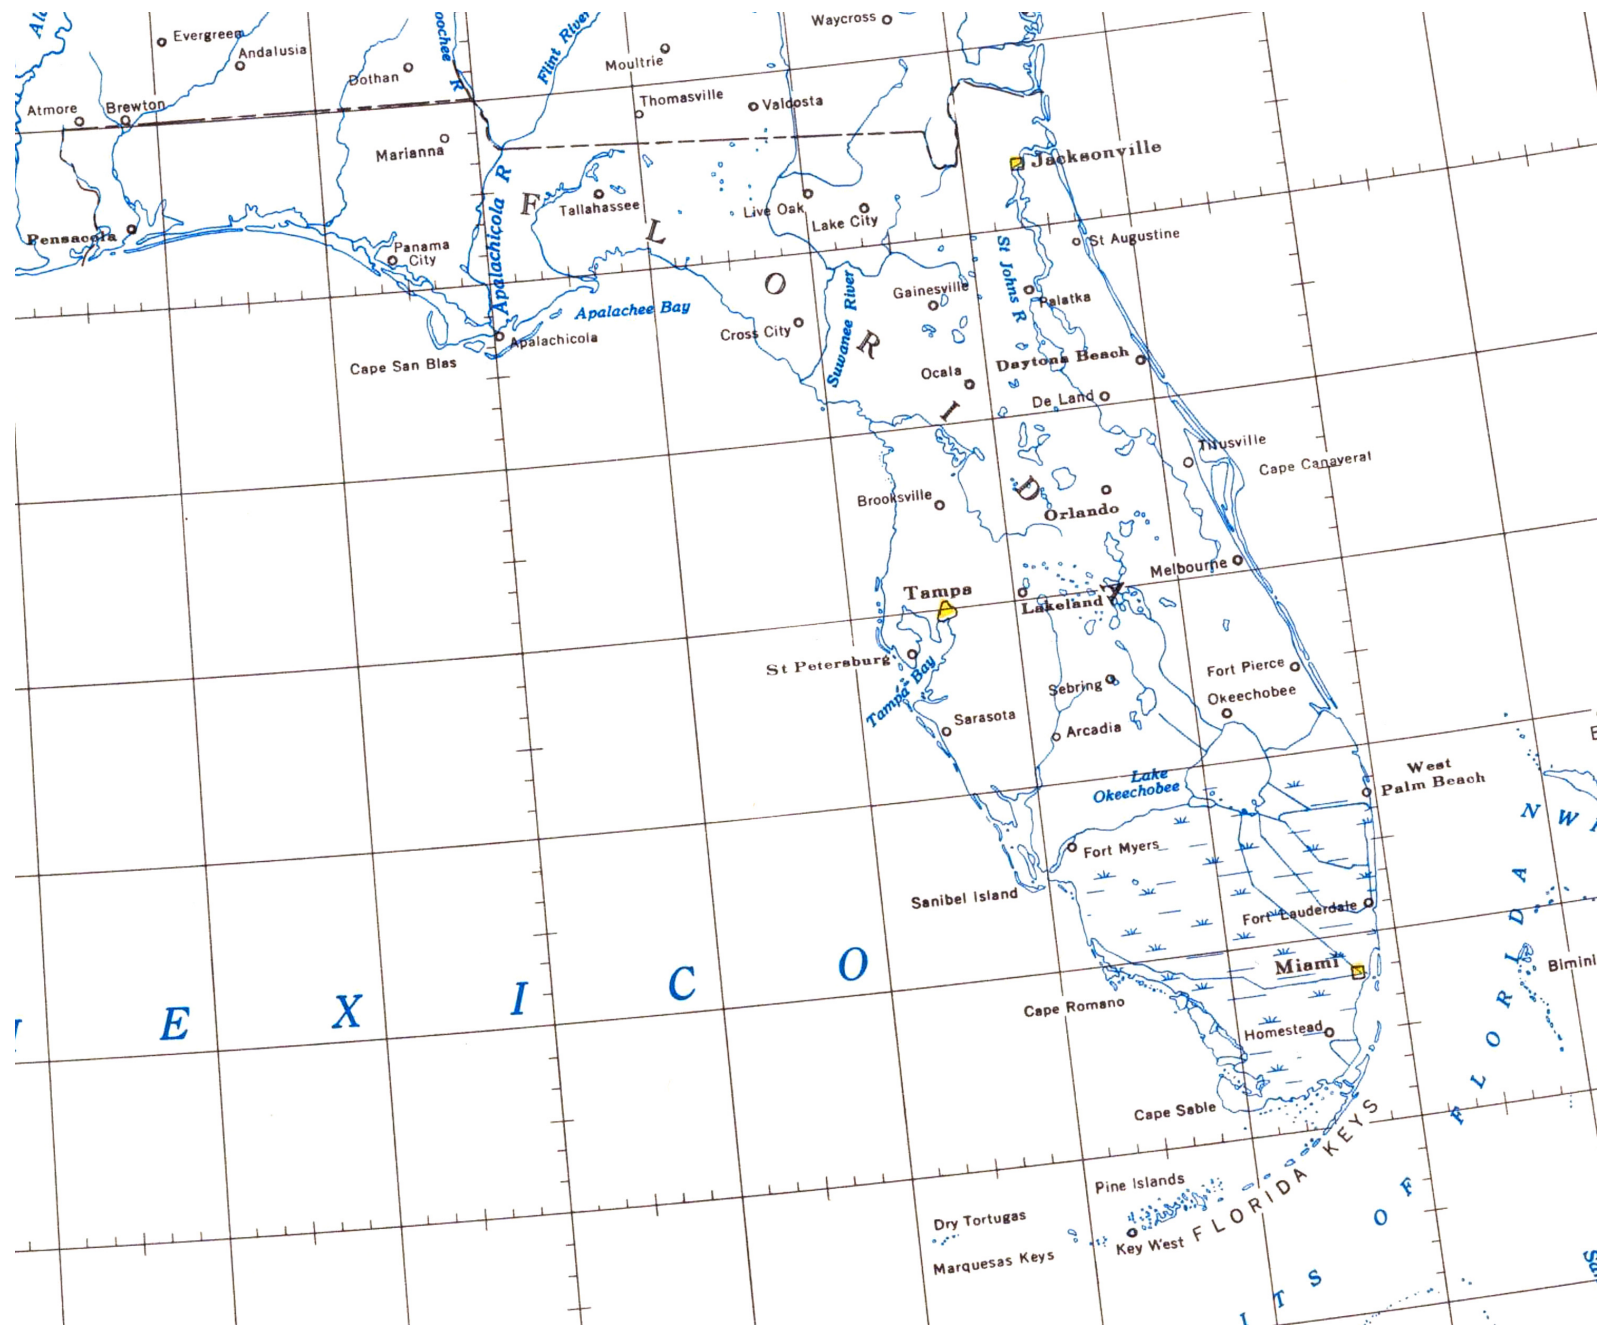 Evergreen
Andalusia
Dothan
Flint River
Moultrie
Waycross
Atmore
Brewton
R
Thomasville
Valdosta
Marianna
Jacksonville
Pensacola
Panama
City
Apalachicola R
F
L
O
R
I
D
Tallahassee
Live Oak
Lake City
St Augustine
St Johns R
Gainesville
Palatka
Apalachee Bay
Suwanee River
Cross City
Apalachicola
Cape San Blas
Ocala
Daytona Beach
De Land
Titusville
Cape Canaveral
Brooksville
Orlando
Melbourne
Tampa
Lakeland
St Petersburg
Tampa Bay
Sebring
Fort Pierce
Okeechobee
Sarasota
Arcadia
Lake
Okeechobee
West
Palm Beach
Fort Myers
Sanibel Island
Fort Lauderdale
Miami
Bimini
Cape Romano
Homestead
E X I C O
Cape Sable
Pine Islands
Dry Tortugas
Key West
Marquesas Keys
FLORIDA KEYS
N W
T S
O F
F L O R I D A